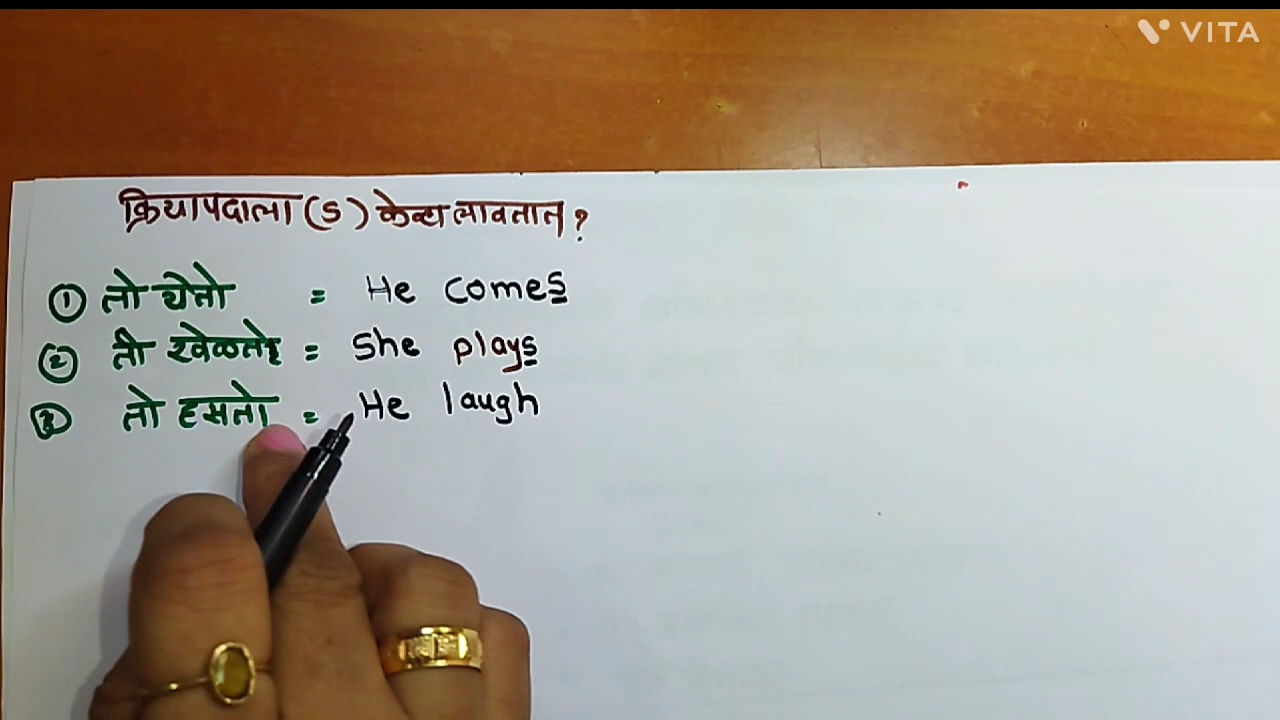 VITA
क्रियापदाला (s) केव्हा लावतात ?
① तो येतो = He comes
② ती खेळते = She plays
③ तो हसतो = He laugh